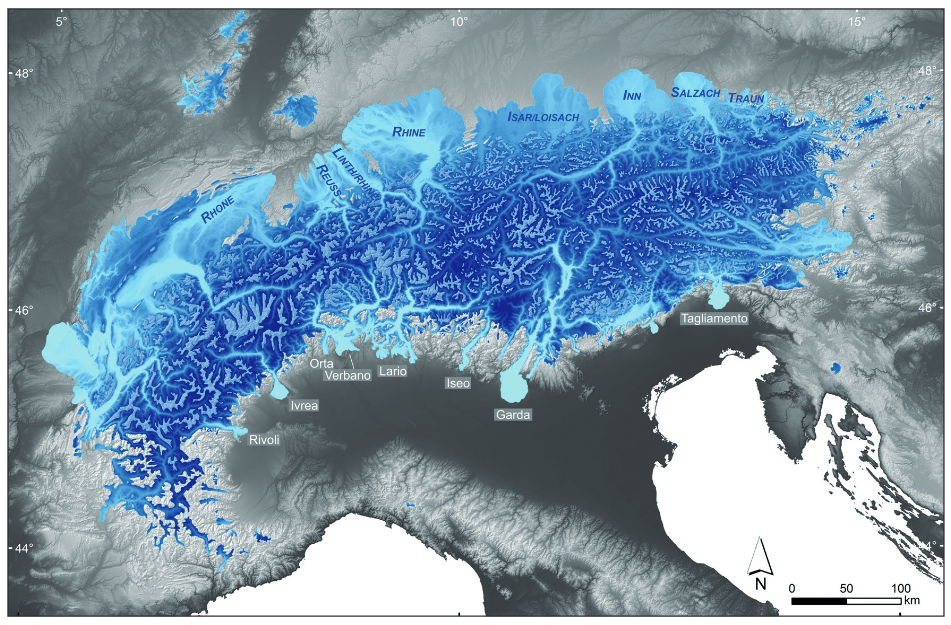 5°
10°
15°
48°
48°
RHINE
ISAR/LOISACH
INN
SALZACH
TRAUN
LINTH/RHINE
REUSS
RHONE
46°
46°
Tagliamento
Orta
Verbano
Lario
Iseo
Garda
Ivrea
Rivoli
44°
4°
N
0 50 100
km